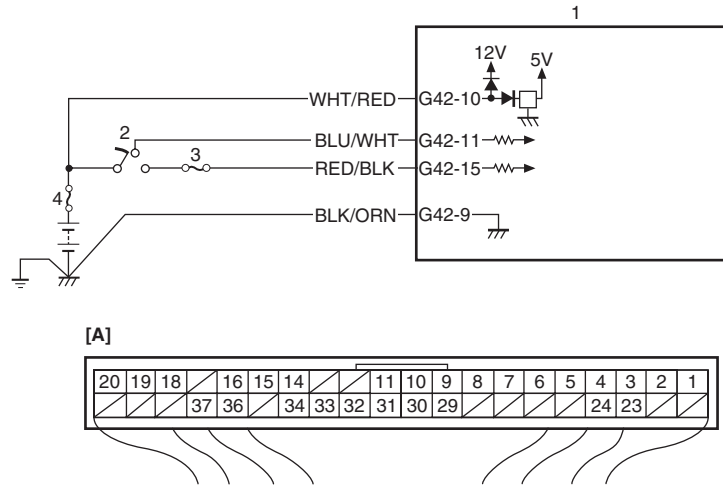 1
12V
5V
WHT/RED G42-10
2
BLU/WHT G42-11
3
RED/BLK G42-15
4
BLK/ORN G42-9
[A]
20 19 18 16 15 14 11 10 9 8 7 6 5 4 3 2 1
37 36 34 33 32 31 30 29 24 23